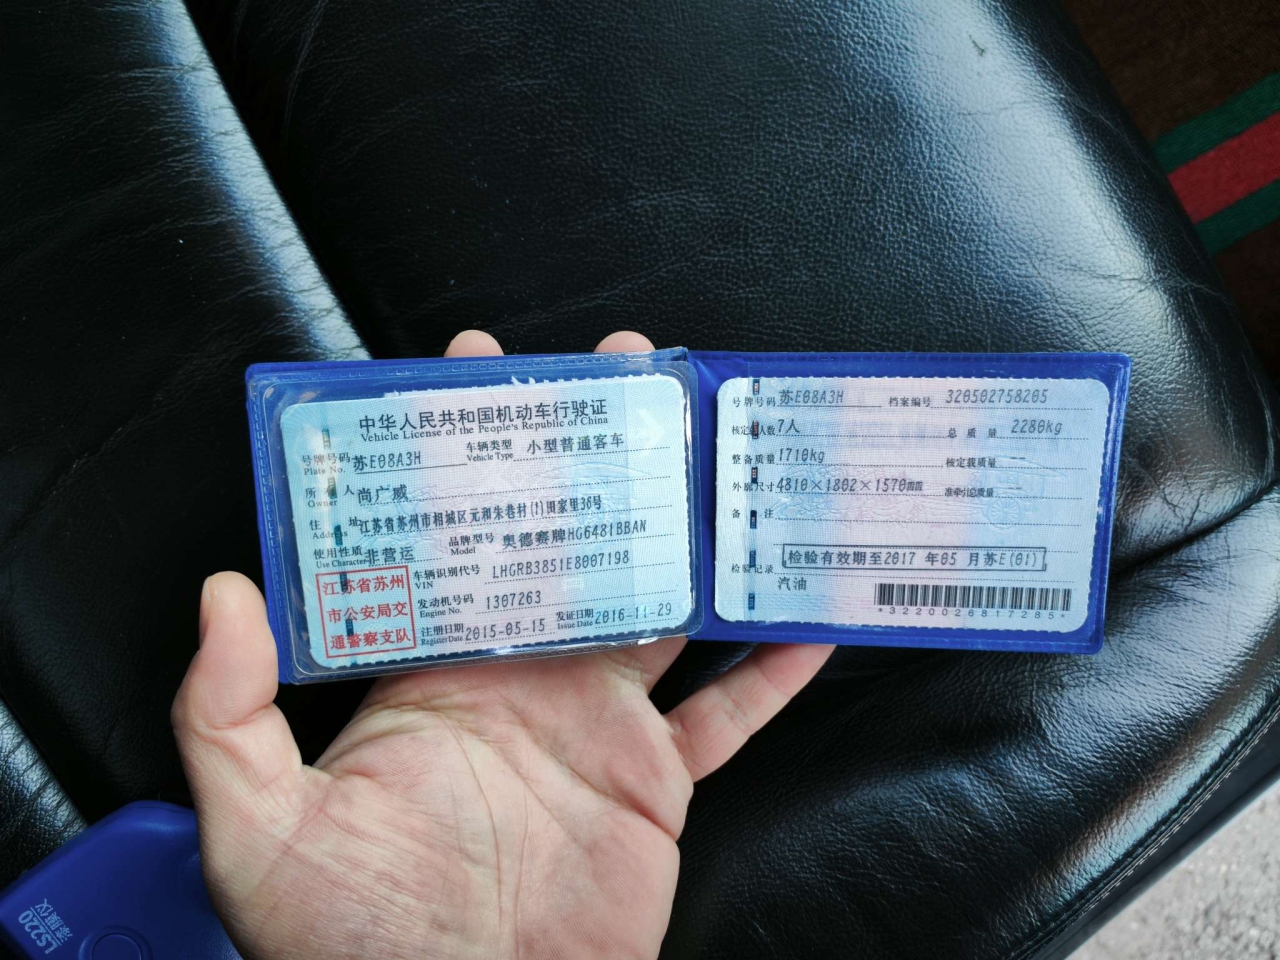 中华人民共和国机动车行驶证
Vehicle License of the People's Republic of China
号牌号码 苏E08A3H 车辆类型 小型普通客车
Plate No. Vehicle Type
所有人 尚广威
Owner
住址 江苏省苏州市相城区元和朱巷村(1)田家里36号
Address
使用性质 非营运 品牌型号 奥德赛牌HG6481BBAN
Use Character Model
江苏省苏州
市公安局交
通警察支队
车辆识别代号 LHGRB3851E8007198
VIN
发动机号码 1307263
Engine No.
注册日期 2015-05-15 发证日期 2016-11-29
Register Date Issue Date
号牌号码 苏E08A3H 档案编号 320502758205
核定载人数 7人 总质量 2280kg
整备质量 1710kg 核定载质量 --
外廓尺寸 4810×1802×1570mm 准牵引总质量 --
备注
检验记录 检验有效期至2017 年05 月苏E(01)
汽油
*3220026817285*
LS220
漆膜仪